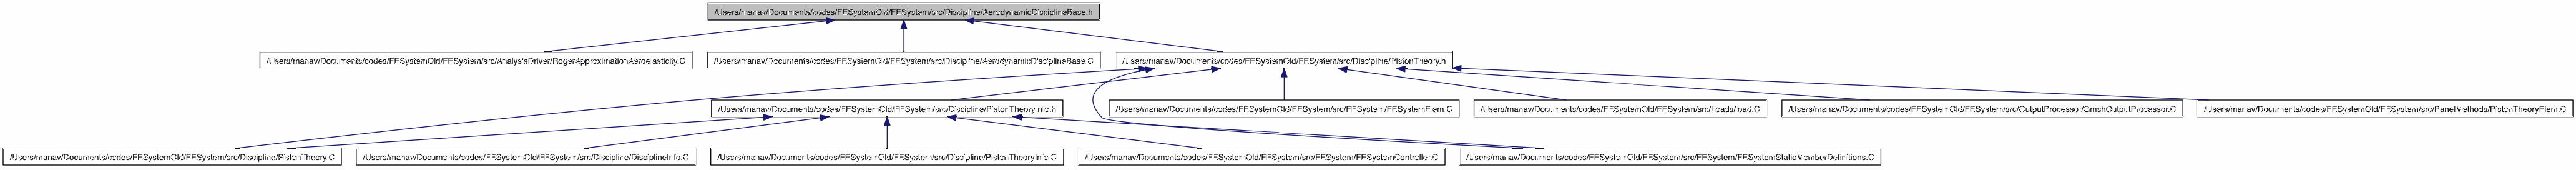 /Users/manav/Documents/codes/FESystemOld/FESystem/src/Discipline/AerodynamicDisciplineBase.h
/Users/manav/Documents/codes/FESystemOld/FESystem/src/AnalysisDriver/RogerApproximationAeroelasticity.C
/Users/manav/Documents/codes/FESystemOld/FESystem/src/Discipline/AerodynamicDisciplineBase.C
/Users/manav/Documents/codes/FESystemOld/FESystem/src/Discipline/PistonTheory.h
/Users/manav/Documents/codes/FESystemOld/FESystem/src/Discipline/PistonTheoryInfo.h
/Users/manav/Documents/codes/FESystemOld/FESystem/src/FESystem/FESystemElem.C
/Users/manav/Documents/codes/FESystemOld/FESystem/src/Loads/load.C
/Users/manav/Documents/codes/FESystemOld/FESystem/src/OutputProcessor/GmshOutputProcessor.C
/Users/manav/Documents/codes/FESystemOld/FESystem/src/PanelMethods/PistonTheoryElem.C
/Users/manav/Documents/codes/FESystemOld/FESystem/src/Discipline/PistonTheory.C
/Users/manav/Documents/codes/FESystemOld/FESystem/src/Discipline/DisciplineInfo.C
/Users/manav/Documents/codes/FESystemOld/FESystem/src/Discipline/PistonTheoryInfo.C
/Users/manav/Documents/codes/FESystemOld/FESystem/src/FESystem/FESystemController.C
/Users/manav/Documents/codes/FESystemOld/FESystem/src/FESystem/FESystemStaticMemberDefinitions.C